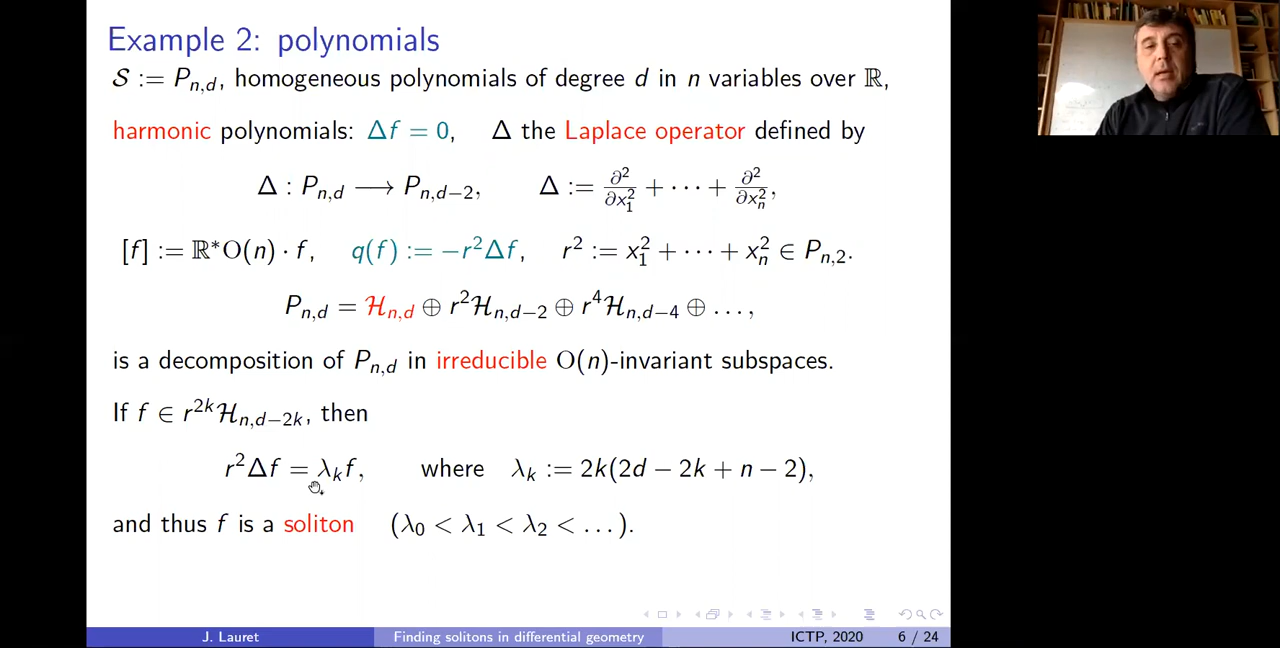 Example 2: polynomials
𝒮 := P_{n,d}, homogeneous polynomials of degree d in n variables over ℝ,
harmonic polynomials: Δf = 0, Δ the Laplace operator defined by
Δ : P_{n,d} ⟶ P_{n,d−2}, Δ := ∂²/∂x₁² + ⋯ + ∂²/∂xₙ²,
[f] := ℝ*O(n) · f, q(f) := −r²Δf, r² := x₁² + ⋯ + xₙ² ∈ P_{n,2}.
P_{n,d} = ℋ_{n,d} ⊕ r²ℋ_{n,d−2} ⊕ r⁴ℋ_{n,d−4} ⊕ …,
is a decomposition of P_{n,d} in irreducible O(n)-invariant subspaces.
If f ∈ r^{2k}ℋ_{n,d−2k}, then
r²Δf = λ_k f, where λ_k := 2k(2d − 2k + n − 2),
and thus f is a soliton (λ₀ < λ₁ < λ₂ < …).
J. Lauret Finding solitons in differential geometry ICTP, 2020 6 / 24